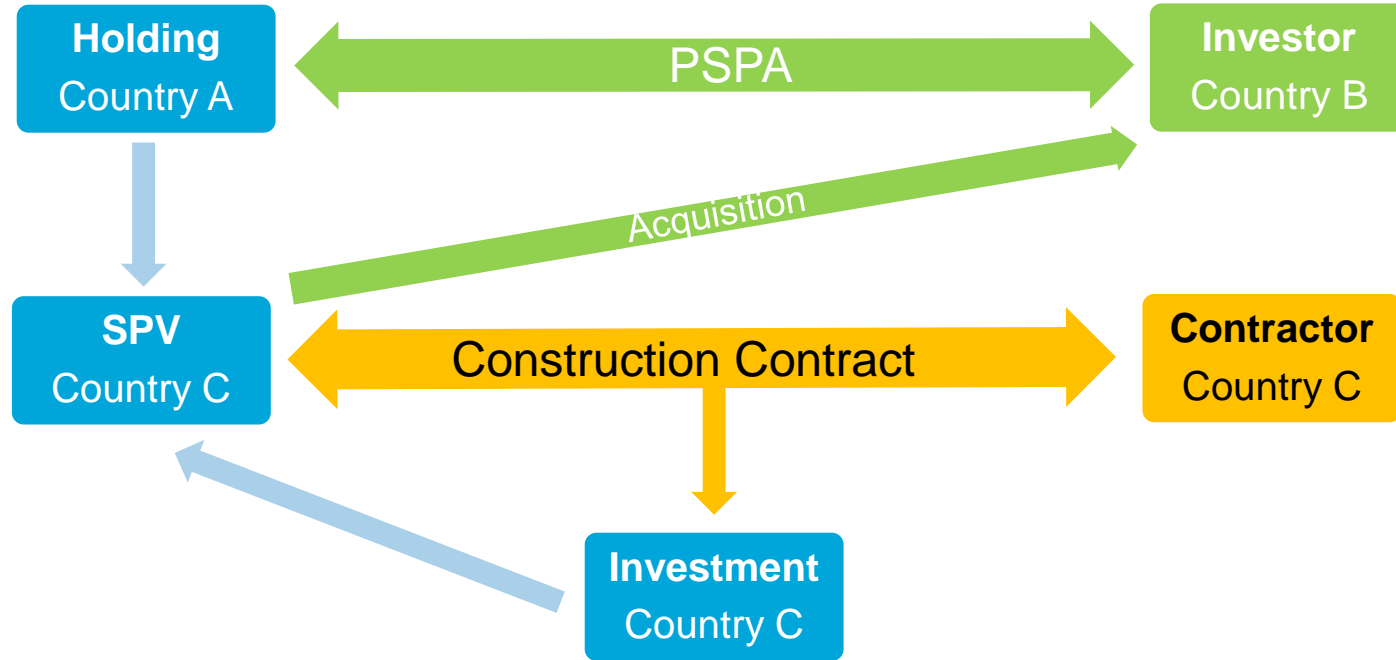 Holding
Country A
PSPA
Investor
Country B
Acquisition
SPV
Country C
Construction Contract
Contractor
Country C
Investment
Country C